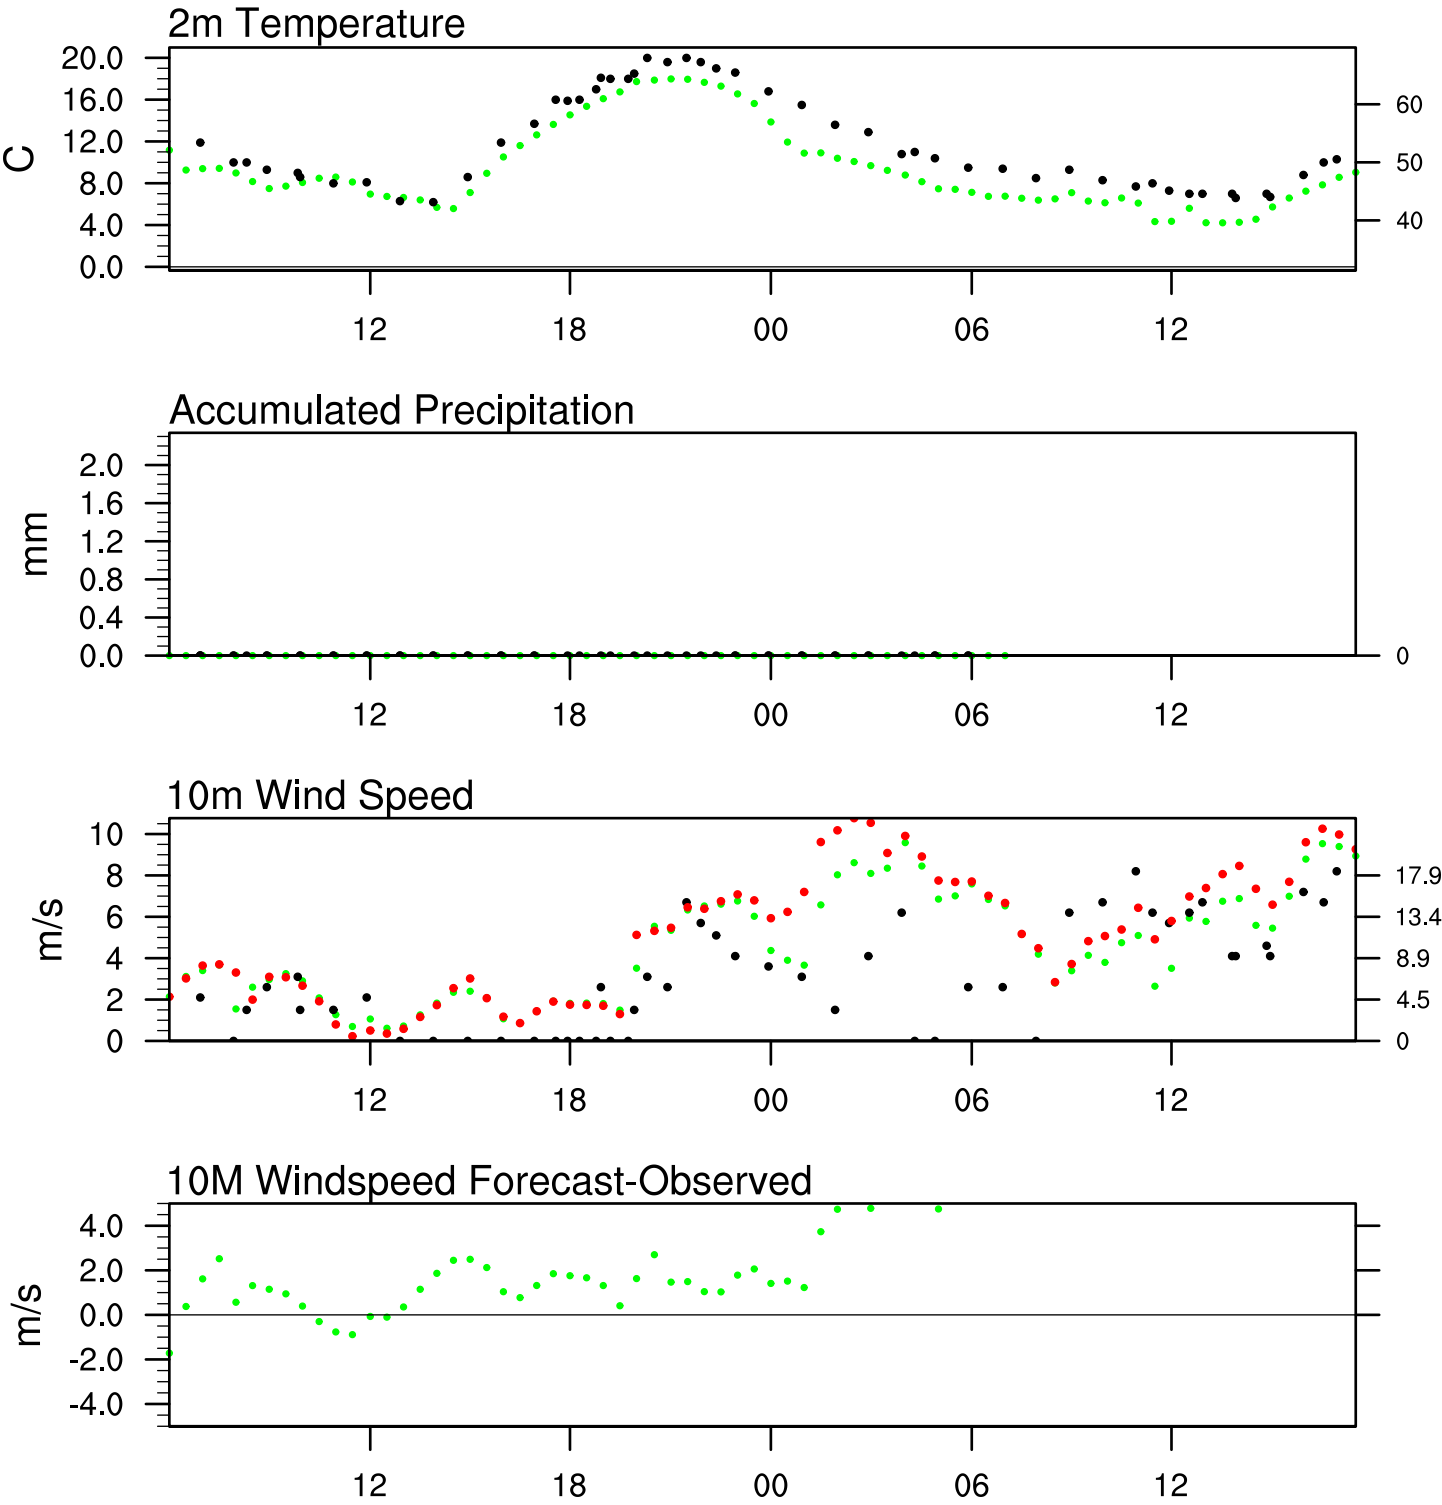 2m Temperature
20.0
16.0
12.0
8.0
4.0
0.0
C
60
50
40
12 18 00 06 12
Accumulated Precipitation
2.0
1.6
1.2
0.8
0.4
0.0
mm
0
12 18 00 06 12
10m Wind Speed
10
8
6
4
2
0
m/s
17.9
13.4
8.9
4.5
0
12 18 00 06 12
10M Windspeed Forecast-Observed
4.0
2.0
0.0
-2.0
-4.0
m/s
12 18 00 06 12